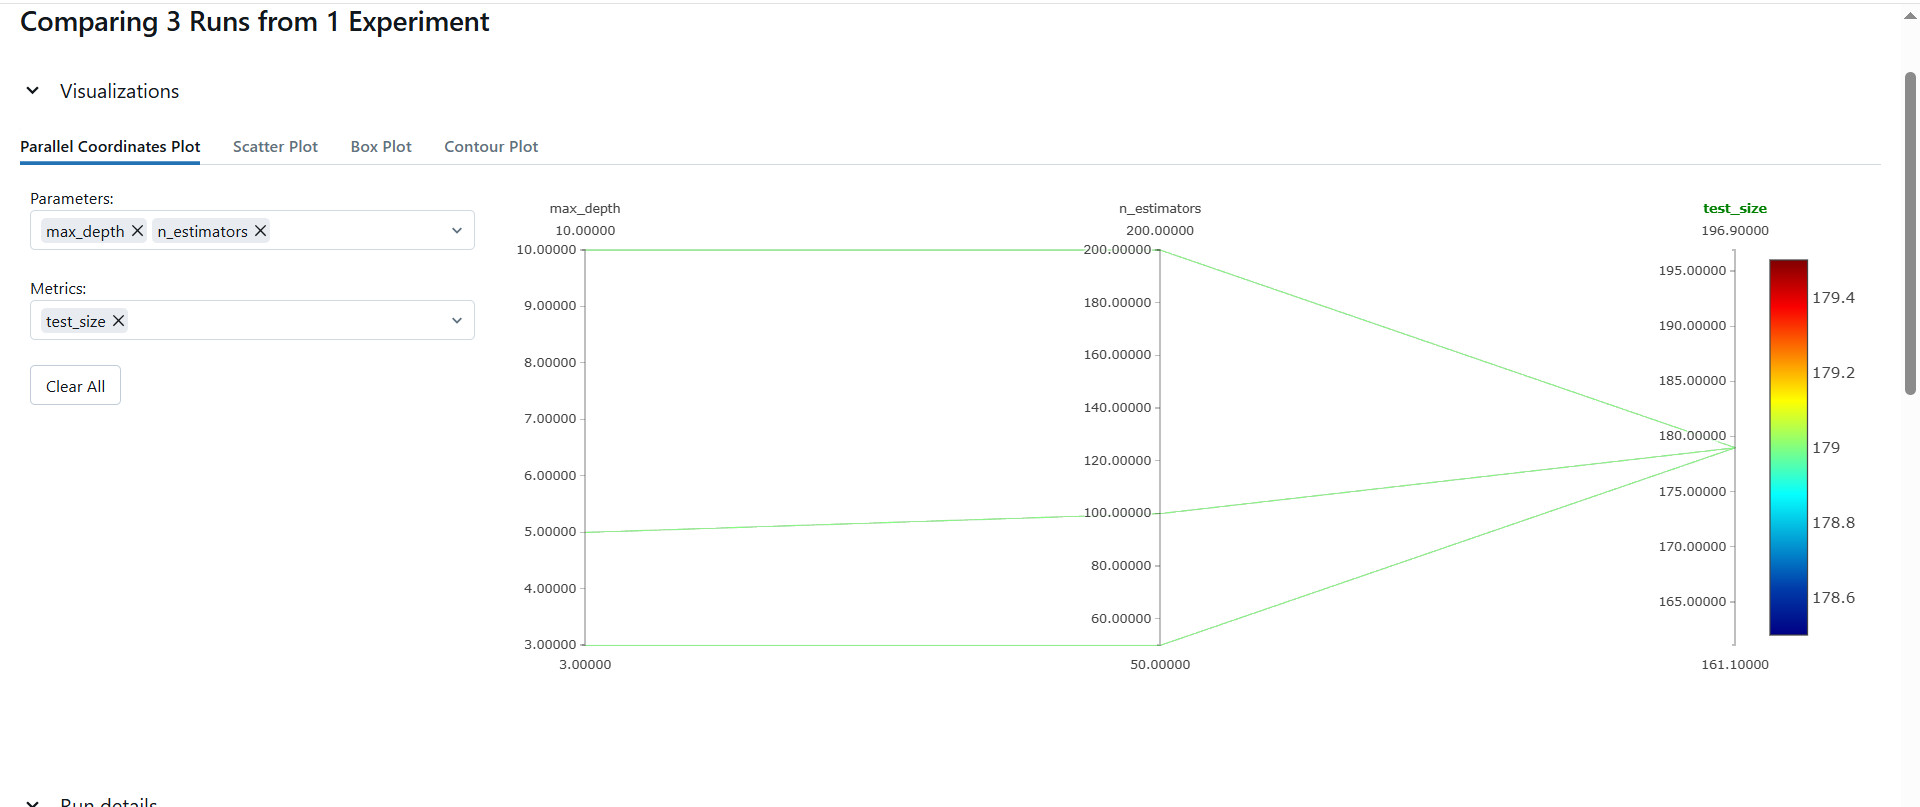 Comparing 3 Runs from 1 Experiment
Visualizations
Parallel Coordinates Plot Scatter Plot Box Plot Contour Plot
Parameters:
max_depth n_estimators
Metrics:
test_size
Clear All
max_depth
10.00000
10.00000
9.00000
8.00000
7.00000
6.00000
5.00000
4.00000
3.00000
3.00000
n_estimators
200.00000
200.00000
180.00000
160.00000
140.00000
120.00000
100.00000
80.00000
60.00000
50.00000
test_size
196.90000
195.00000
190.00000
185.00000
180.00000
175.00000
170.00000
165.00000
161.10000
179.4
179.2
179
178.8
178.6
Run details